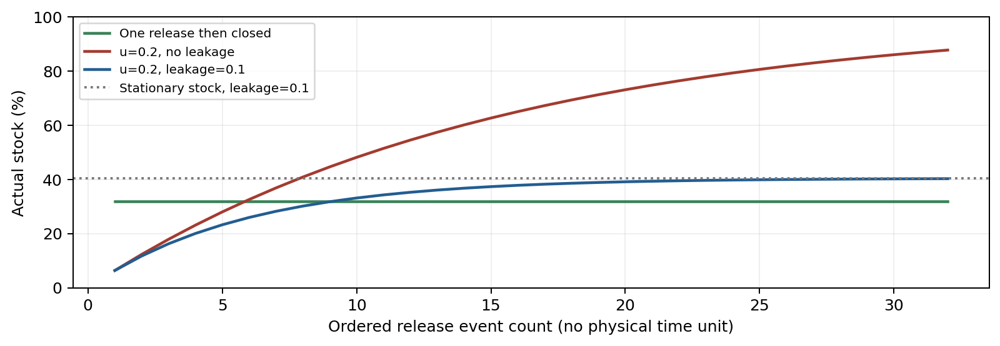 100
80
60
40
20
0
Actual stock (%)
One release then closed
u=0.2, no leakage
u=0.2, leakage=0.1
Stationary stock, leakage=0.1
0 5 10 15 20 25 30
Ordered release event count (no physical time unit)